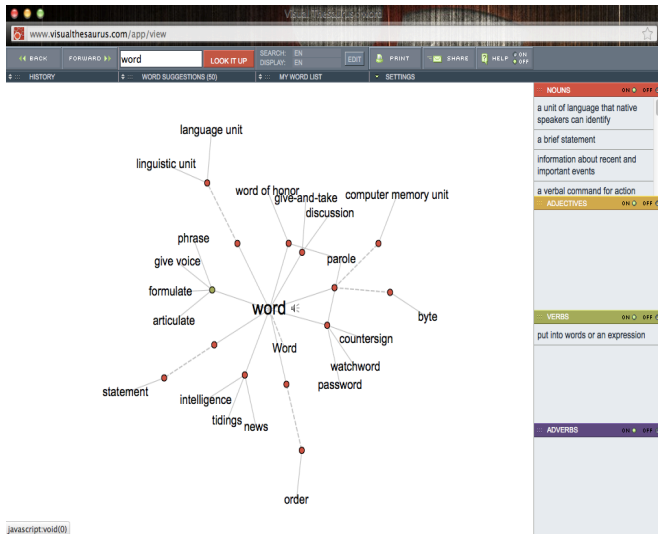 Visual Thesaurus
www.visualthesaurus.com/app/view
BACK
FORWARD
word
LOOK IT UP
SEARCH: EN
DISPLAY: EN
EDIT
PRINT
SHARE
HELP
ON
OFF
HISTORY
WORD SUGGESTIONS (50)
MY WORD LIST
SETTINGS
NOUNS ON OFF
a unit of language that native
speakers can identify
a brief statement
information about recent and
important events
a verbal command for action
ADJECTIVES ON OFF
VERBS ON OFF
put into words or an expression
ADVERBS ON OFF
language unit
linguistic unit
word of honor
give-and-take
computer memory unit
discussion
phrase
give voice
parole
formulate
articulate
word
byte
Word
countersign
watchword
password
statement
intelligence
tidings
news
order
javascript:void(0)